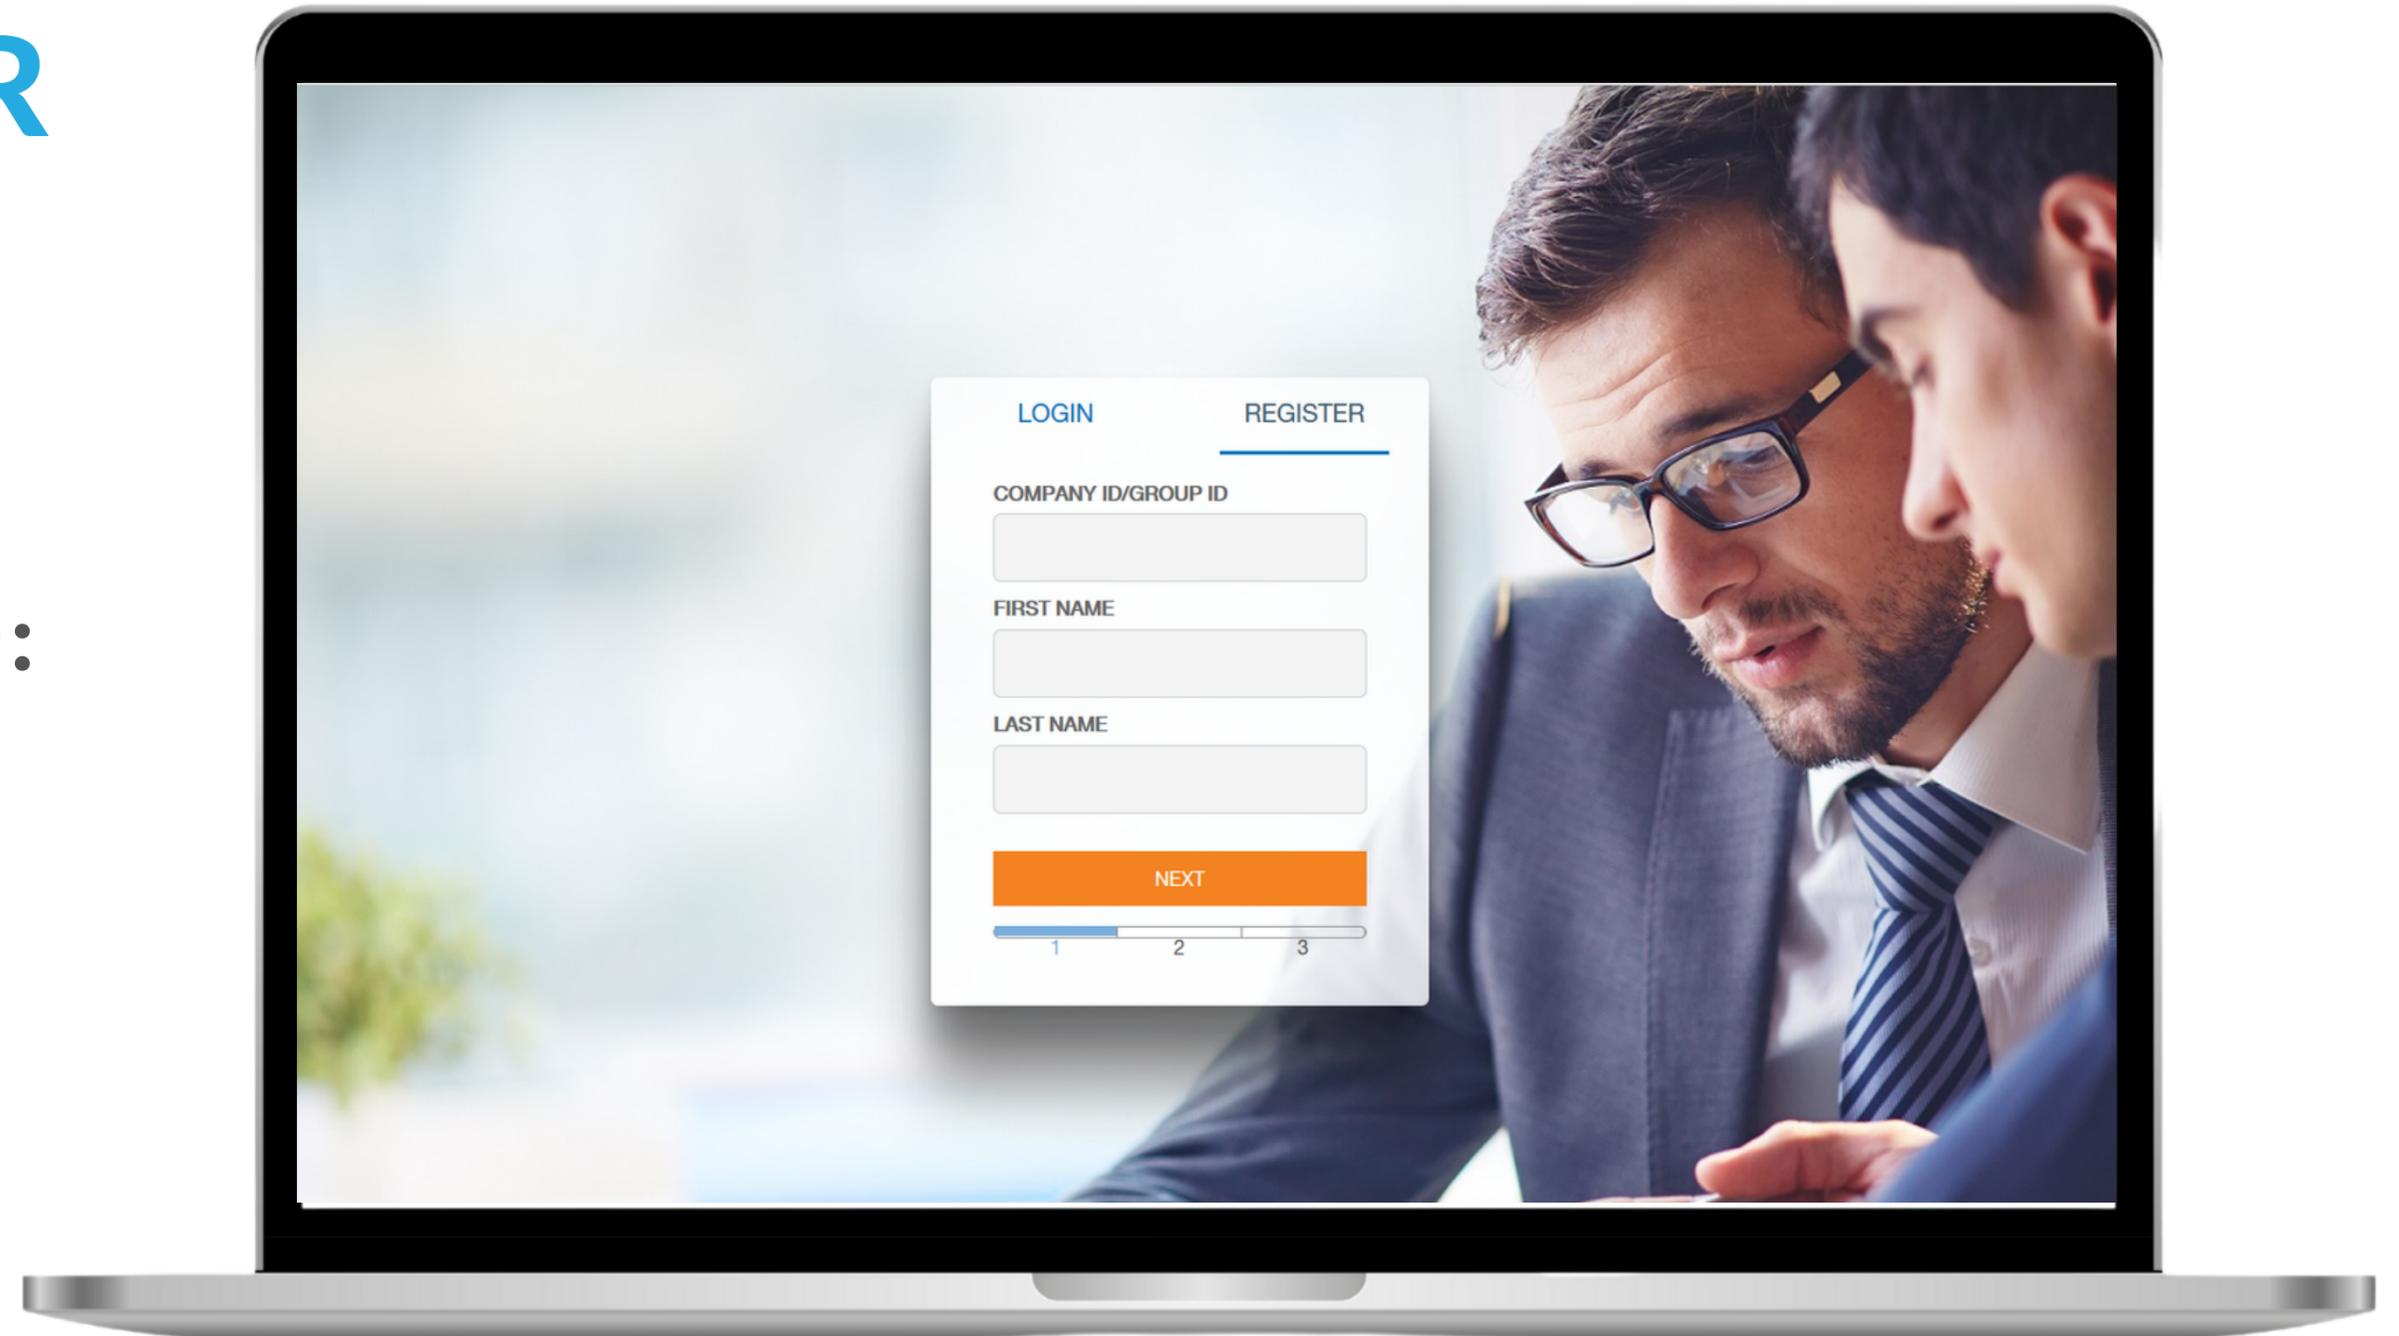 R
:
LOGIN REGISTER
COMPANY ID/GROUP ID
FIRST NAME
LAST NAME
NEXT
1 2 3